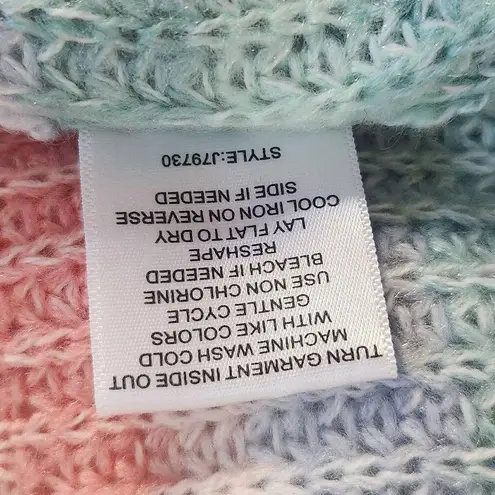 TURN GARMENT INSIDE OUT
MACHINE WASH COLD
WITH LIKE COLORS
GENTLE CYCLE
USE NON CHLORINE
BLEACH IF NEEDED
RESHAPE
LAY FLAT TO DRY
COOL IRON ON REVERSE
SIDE IF NEEDED
STYLE:J79730